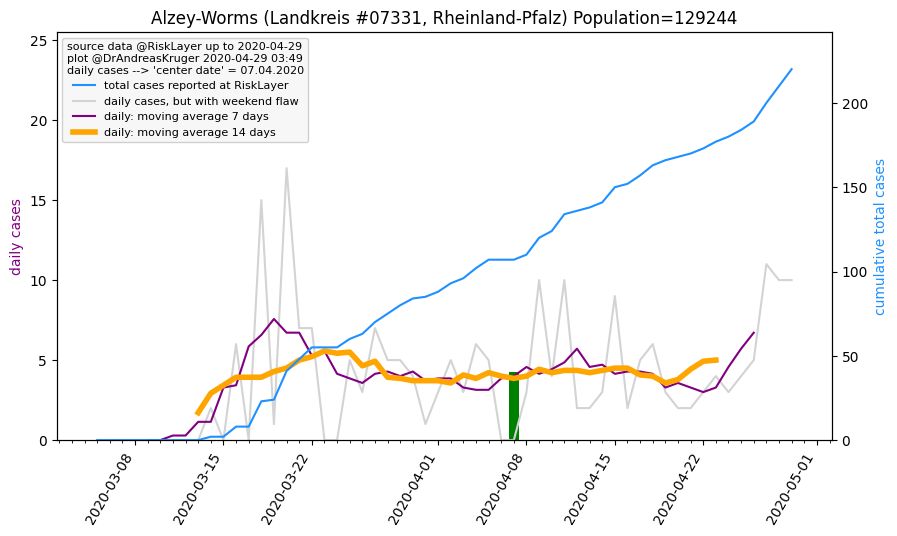 Alzey-Worms (Landkreis #07331, Rheinland-Pfalz) Population=129244
source data @RiskLayer up to 2020-04-29
plot @DrAndreasKruger 2020-04-29 03:49
daily cases --> 'center date' = 07.04.2020
total cases reported at RiskLayer
daily cases, but with weekend flaw
daily: moving average 7 days
daily: moving average 14 days
25
20
15
10
5
0
daily cases
200
150
100
50
0
cumulative total cases
2020-03-08
2020-03-15
2020-03-22
2020-04-01
2020-04-08
2020-04-15
2020-04-22
2020-05-01